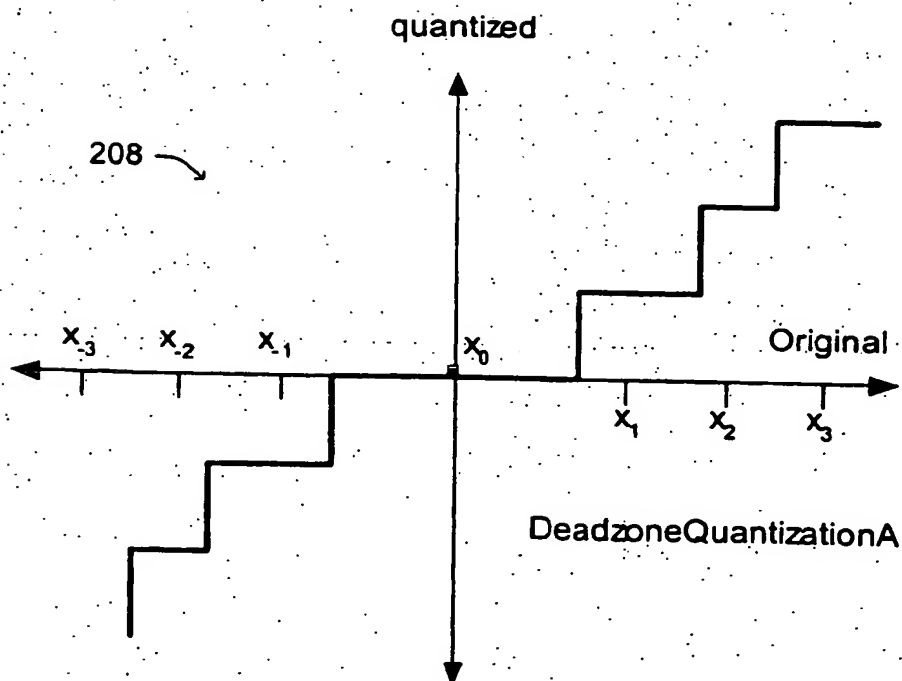 quantized
208
X-3 X-2 X-1 X0 Original
X1 X2 X3
DeadzoneQuantizationA